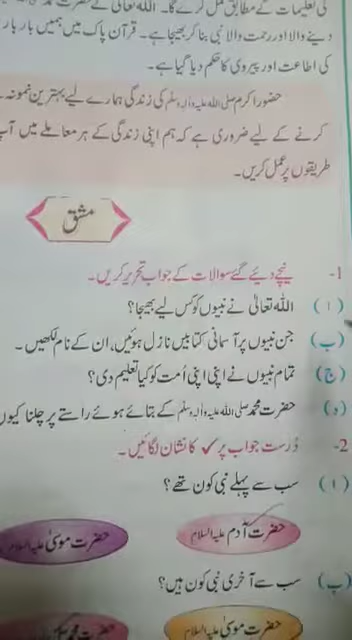 کی تعلیمات کے مطابق عمل کرے گا۔ اللہ تعالیٰ نے حضرت
دینے والا اور رحمت والا نبی بنا کر بھیجا ہے۔ قرآن پاک میں ہمیں بار بار
کی اطاعت اور پیروی کا حکم دیا گیا ہے۔
حضور اکرم صلی اللہ علیہ وآلہ وسلم کی زندگی ہمارے لیے بہترین نمونہ
کرنے کے لیے ضروری ہے کہ ہم اپنی زندگی کے ہر معاملے میں آپ
طریقوں پر عمل کریں۔
مشق
1- نیچے دیئے گئے سوالات کے جواب تحریر کریں۔
(ا) اللہ تعالیٰ نے نبیوں کو کس لیے بھیجا؟
(ب) جن نبیوں پر آسمانی کتابیں نازل ہوئیں، ان کے نام لکھیں۔
(ج) تمام نبیوں نے اپنی اپنی اُمت کو کیا تعلیم دی؟
(د) حضرت محمد صلی اللہ علیہ وآلہ وسلم کے بتائے ہوئے راستے پر چلنا کیوں
2- دُرست جواب پر ✓ کا نشان لگائیں۔
(ا) سب سے پہلے نبی کون تھے؟
حضرت آدم علیہ السلام حضرت موسیٰ علیہ السلام
(ب) سب سے آخری نبی کون ہیں؟
حضرت موسیٰ علیہ السلام حضرت محمد